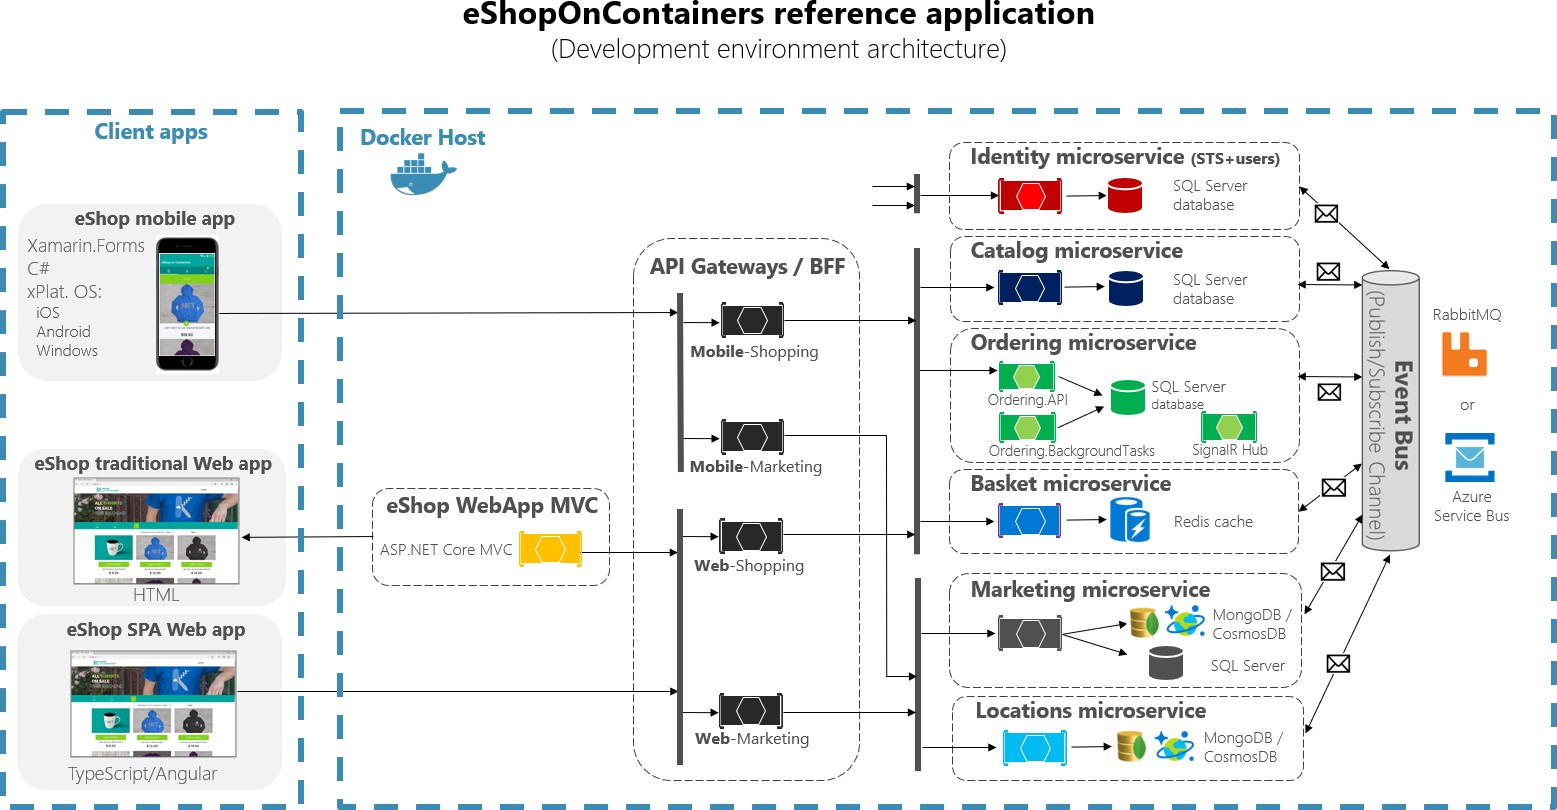 eShopOnContainers reference application
(Development environment architecture)
Client apps
eShop mobile app
Xamarin.Forms
C#
xPlat. OS:
iOS
Android
Windows
eShop traditional Web app
HTML
eShop SPA Web app
TypeScript/Angular
Docker Host
eShop WebApp MVC
ASP.NET Core MVC
API Gateways / BFF
Mobile-Shopping
Mobile-Marketing
Web-Shopping
Web-Marketing
Identity microservice (STS+users)
SQL Server
database
Catalog microservice
SQL Server
database
Ordering microservice
Ordering.API
SQL Server
database
Ordering.BackgroundTasks
SignalR Hub
Basket microservice
Redis cache
Marketing microservice
MongoDB /
CosmosDB
SQL Server
Locations microservice
MongoDB /
CosmosDB
Event Bus
(Publish/Subscribe Channel)
RabbitMQ
or
Azure
Service Bus